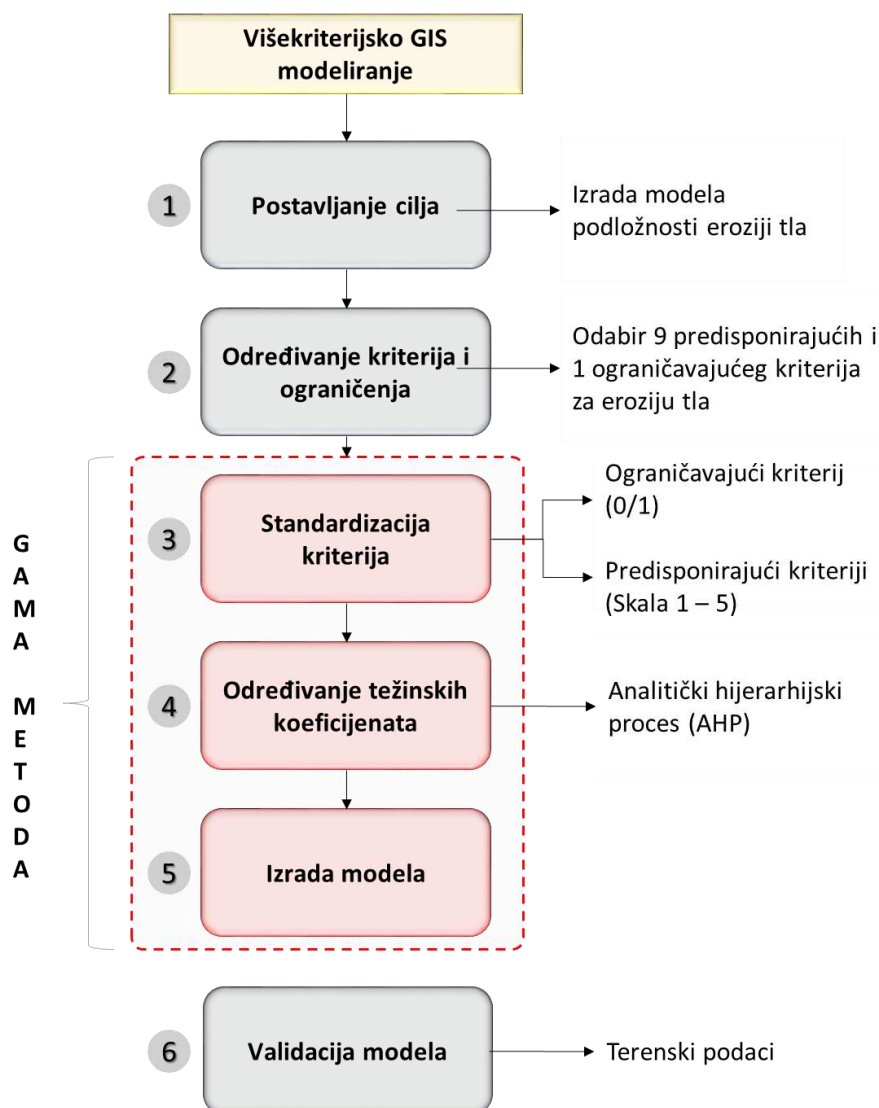 Višekriterijsko GIS
modeliranje
1
Postavljanje cilja
Izrada modela
podložnosti eroziji tla
2
Određivanje kriterija i
ograničenja
Odabir 9 predisponirajućih i
1 ograničavajućeg kriterija
za eroziju tla
GAMA METODA
3
Standardizacija
kriterija
Ograničavajući kriterij
(0/1)
Predisponirajući kriteriji
(Skala 1 – 5)
4
Određivanje težinskih
koeficijenata
Analitički hijerarhijski
proces (AHP)
5
Izrada modela
6
Validacija modela
Terenski podaci